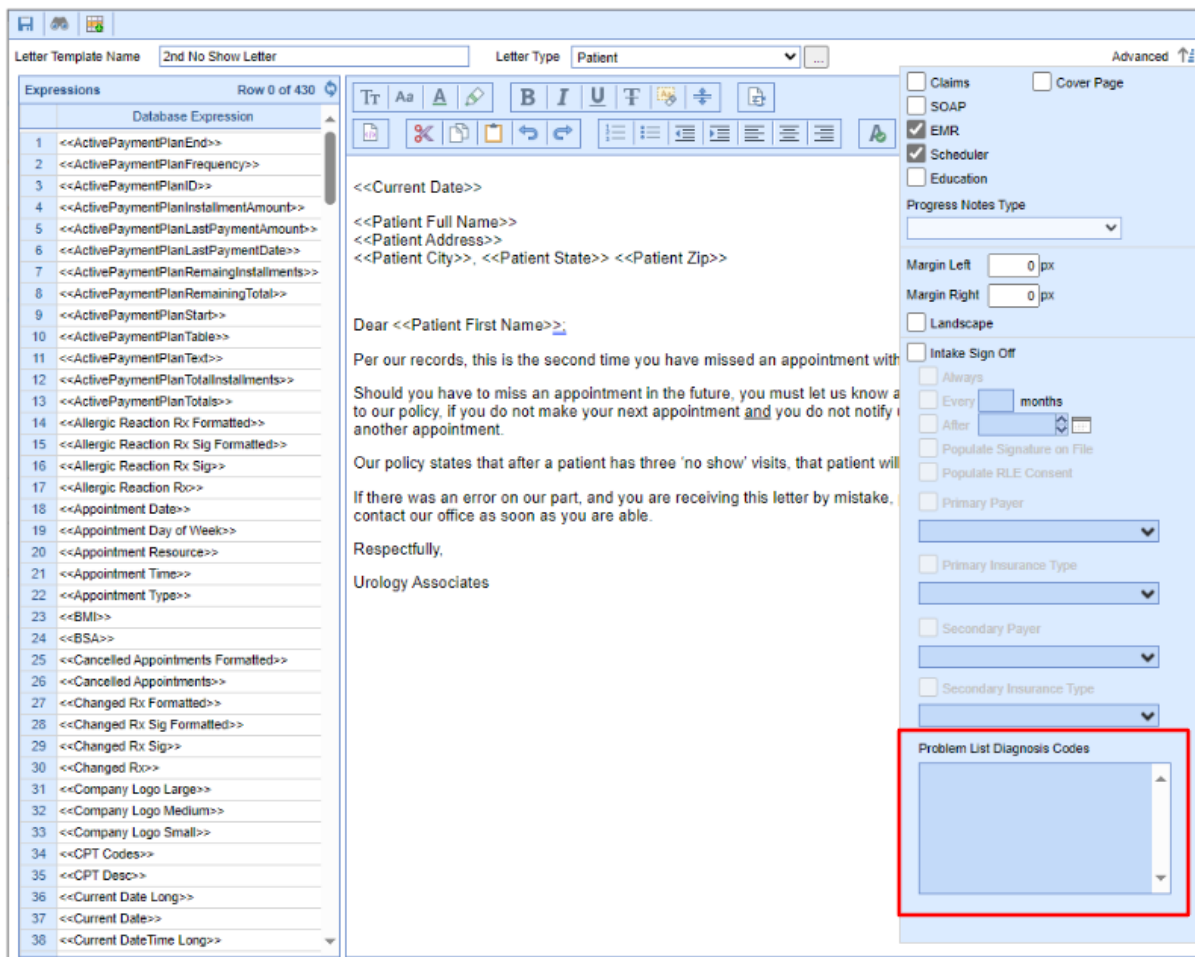 Letter Template Name 2nd No Show Letter Letter Type Patient ... Advanced
Expressions Row 0 of 430
Database Expression
1 <<ActivePaymentPlanEnd>>
2 <<ActivePaymentPlanFrequency>>
3 <<ActivePaymentPlanID>>
4 <<ActivePaymentPlanInstallmentAmount>>
5 <<ActivePaymentPlanLastPaymentAmount>>
6 <<ActivePaymentPlanLastPaymentDate>>
7 <<ActivePaymentPlanRemaingInstallments>>
8 <<ActivePaymentPlanRemainingTotal>>
9 <<ActivePaymentPlanStart>>
10 <<ActivePaymentPlanTable>>
11 <<ActivePaymentPlanText>>
12 <<ActivePaymentPlanTotalInstallments>>
13 <<ActivePaymentPlanTotals>>
14 <<Allergic Reaction Rx Formatted>>
15 <<Allergic Reaction Rx Sig Formatted>>
16 <<Allergic Reaction Rx Sig>>
17 <<Allergic Reaction Rx>>
18 <<Appointment Date>>
19 <<Appointment Day of Week>>
20 <<Appointment Resource>>
21 <<Appointment Time>>
22 <<Appointment Type>>
23 <<BMI>>
24 <<BSA>>
25 <<Cancelled Appointments Formatted>>
26 <<Cancelled Appointments>>
27 <<Changed Rx Formatted>>
28 <<Changed Rx Sig Formatted>>
29 <<Changed Rx Sig>>
30 <<Changed Rx>>
31 <<Company Logo Large>>
32 <<Company Logo Medium>>
33 <<Company Logo Small>>
34 <<CPT Codes>>
35 <<CPT Desc>>
36 <<Current Date Long>>
37 <<Current Date>>
38 <<Current DateTime Long>>
Tт Aa A B I U T
<<Current Date>>
<<Patient Full Name>>
<<Patient Address>>
<<Patient City>>, <<Patient State>> <<Patient Zip>>
Dear <<Patient First Name>>;
Per our records, this is the second time you have missed an appointment with
Should you have to miss an appointment in the future, you must let us know a
to our policy, if you do not make your next appointment and you do not notify
another appointment.
Our policy states that after a patient has three 'no show' visits, that patient will
If there was an error on our part, and you are receiving this letter by mistake,
contact our office as soon as you are able.
Respectfully,
Urology Associates
Claims Cover Page
SOAP
EMR
Scheduler
Education
Progress Notes Type
Margin Left 0 px
Margin Right 0 px
Landscape
Intake Sign Off
Always
Every months
After
Populate Signature on File
Populate RLE Consent
Primary Payer
Primary Insurance Type
Secondary Payer
Secondary Insurance Type
Problem List Diagnosis Codes